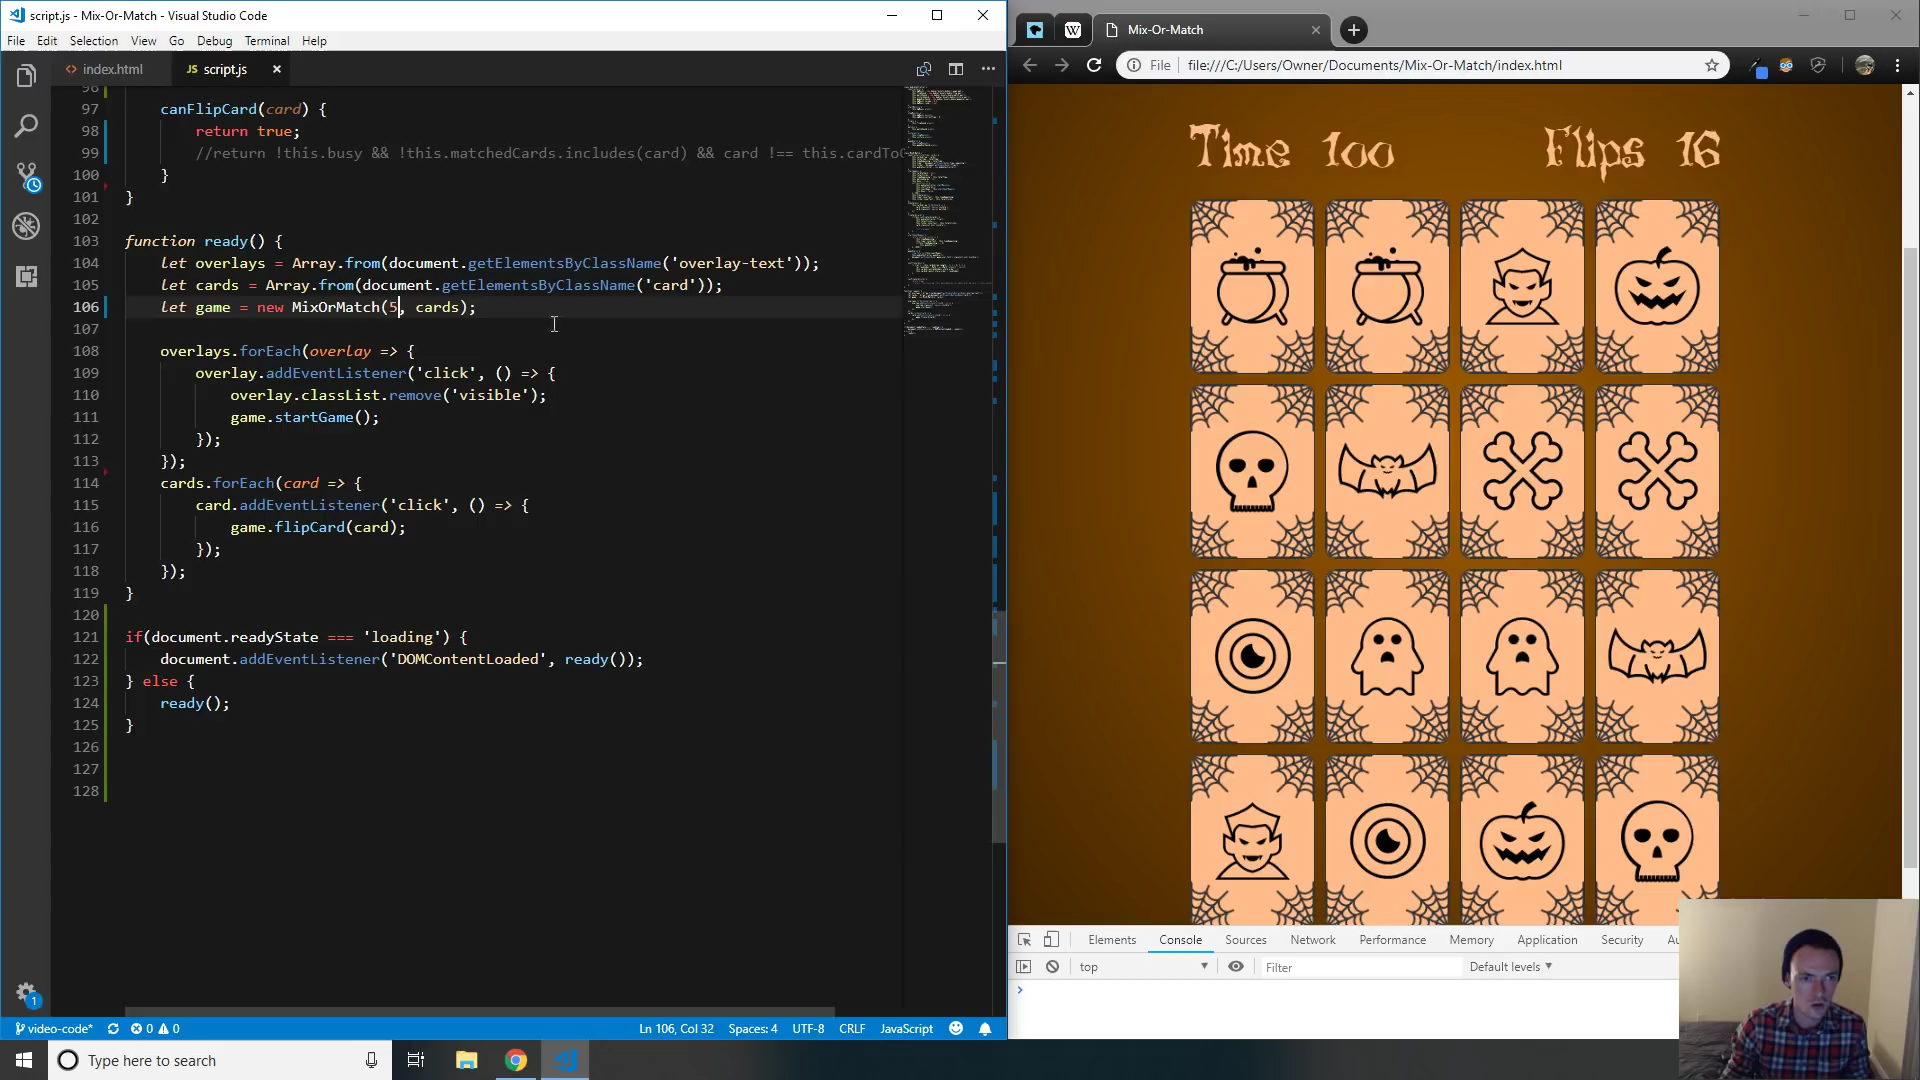 script.js - Mix-Or-Match - Visual Studio Code
File Edit Selection View Go Debug Terminal Help
index.html
JS script.js
96
97 canFlipCard(card) {
98 return true;
99 //return !this.busy && !this.matchedCards.includes(card) && card !== this.cardToC
100 }
101 }
102
103 function ready() {
104 let overlays = Array.from(document.getElementsByClassName('overlay-text'));
105 let cards = Array.from(document.getElementsByClassName('card'));
106 let game = new MixOrMatch(5, cards);
107
108 overlays.forEach(overlay => {
109 overlay.addEventListener('click', () => {
110 overlay.classList.remove('visible');
111 game.startGame();
112 });
113 });
114 cards.forEach(card => {
115 card.addEventListener('click', () => {
116 game.flipCard(card);
117 });
118 });
119 }
120
121 if(document.readyState === 'loading') {
122 document.addEventListener('DOMContentLoaded', ready());
123 } else {
124 ready();
125 }
126
127
128
1
video-code* 0 0
Ln 106, Col 32 Spaces: 4 UTF-8 CRLF JavaScript
Type here to search
W
Mix-Or-Match
File file:///C:/Users/Owner/Documents/Mix-Or-Match/index.html
Time 100 Flips 16
Elements Console Sources Network Performance Memory Application Security Au
top Filter Default levels